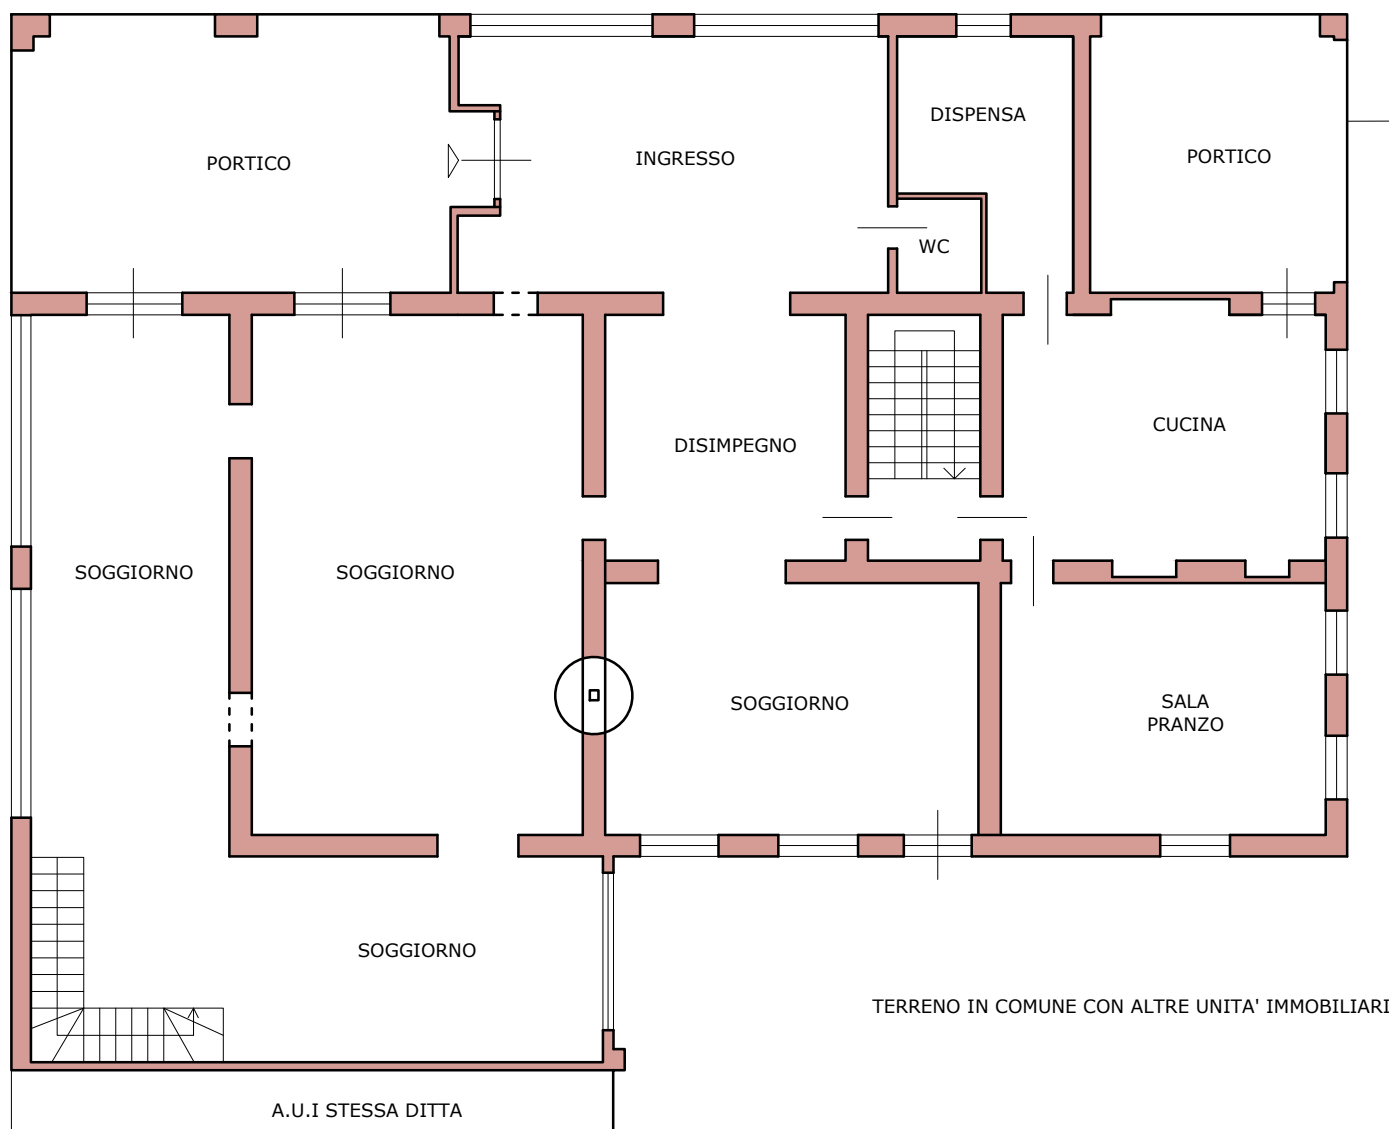 DISPENSA
PORTICO
INGRESSO
PORTICO
WC
CUCINA
DISIMPEGNO
SOGGIORNO
SOGGIORNO
SOGGIORNO
SALA
PRANZO
SOGGIORNO
TERRENO IN COMUNE CON ALTRE UNITA' IMMOBILIARI
A.U.I STESSA DITTA